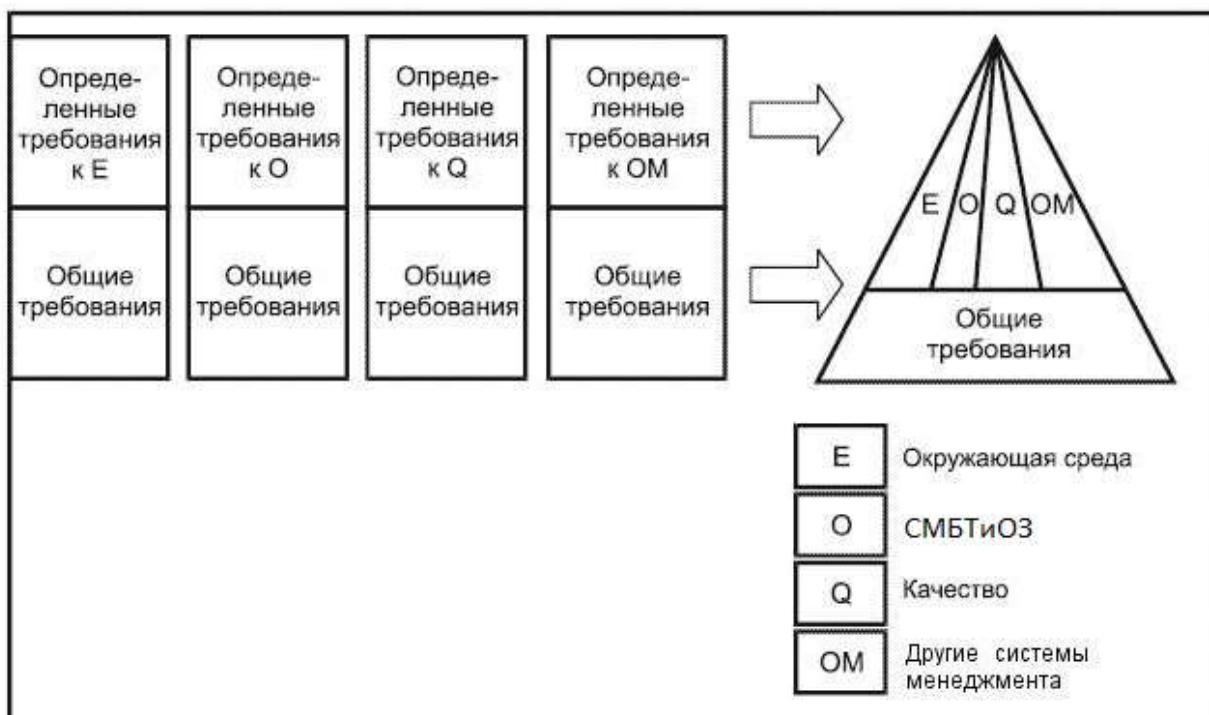 Опреде-
ленные
требования
к E
Опреде-
ленные
требования
к O
Опреде-
ленные
требования
к Q
Опреде-
ленные
требования
к OM
Общие
требования
Общие
требования
Общие
требования
Общие
требования
E O Q OM
Общие
требования
E Окружающая среда
O СМБТиОЗ
Q Качество
OM Другие системы
менеджмента